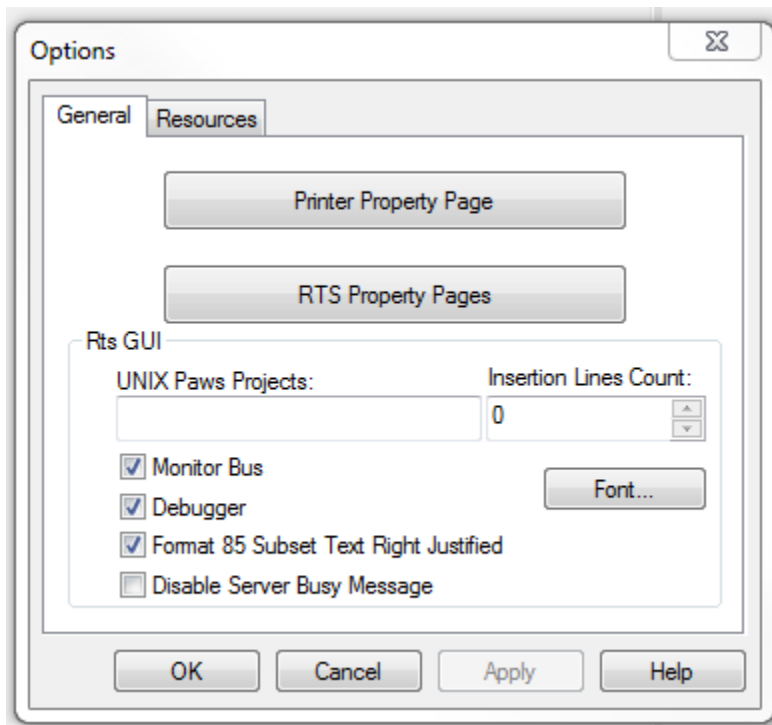 Options
General Resources
Printer Property Page
RTS Property Pages
Rts GUI
UNIX Paws Projects: Insertion Lines Count:
0
Monitor Bus
Font...
Debugger
Format 85 Subset Text Right Justified
Disable Server Busy Message
OK Cancel Apply Help